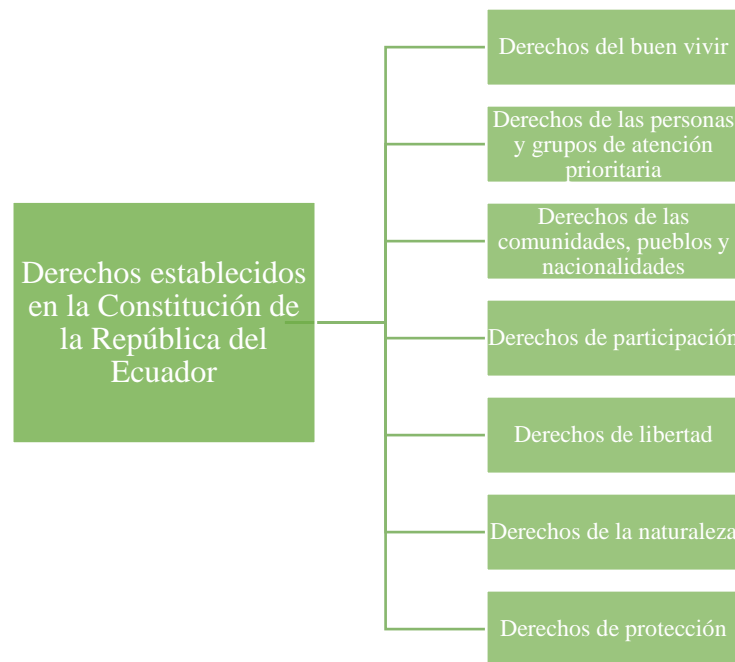 Derechos establecidos
en la Constitución de
la República del
Ecuador
Derechos del buen vivir
Derechos de las personas
y grupos de atención
prioritaria
Derechos de las
comunidades, pueblos y
nacionalidades
Derechos de participación
Derechos de libertad
Derechos de la naturaleza
Derechos de protección